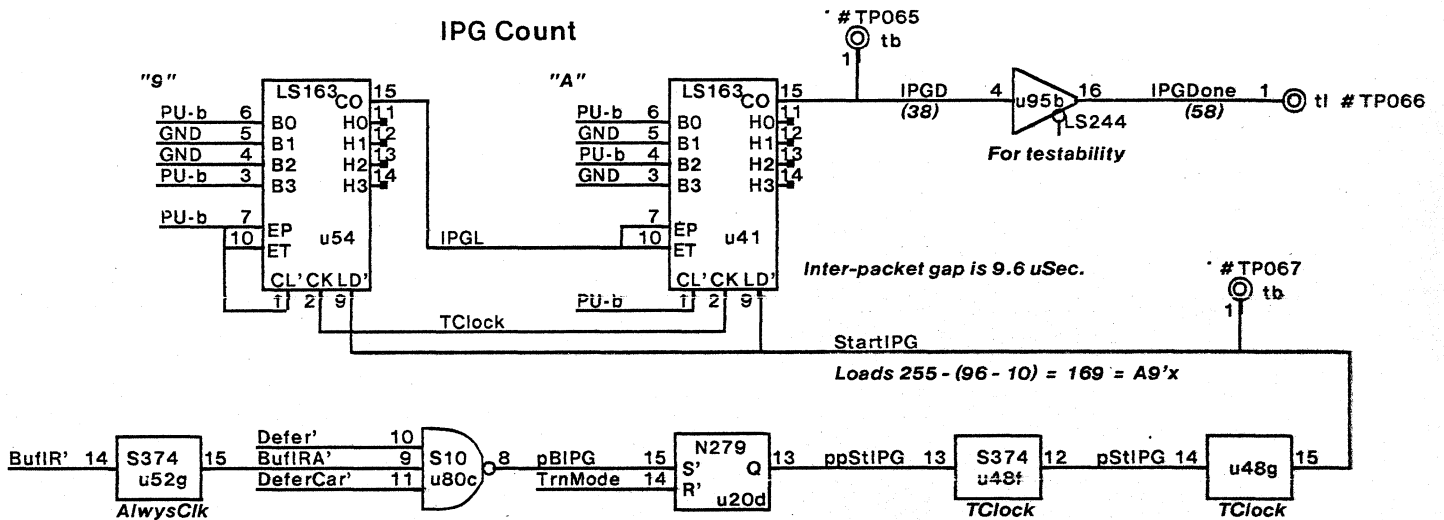 IPG Count
# TP065
tb
1
"9"
LS163
CO 15
PU-b 6 B0 H0 11
GND 5 B1 H1 12
GND 4 B2 H2 13
PU-b 3 B3 H3 14
PU-b 7 EP
10 ET
u54
CL' CK LD'
1 2 9
IPGL
TClock
"A"
LS163
CO 15
PU-b 6 B0 H0 11
GND 5 B1 H1 12
PU-b 4 B2 H2 13
GND 3 B3 H3 14
7 EP
10 ET
u41
CL' CK LD'
PU-b 1 2 9
IPGD 4 u95b 16 IPGDone 1 tl # TP066
(38) LS244 (58)
For testability
Inter-packet gap is 9.6 uSec.
# TP067
tb
1
StartIPG
Loads 255 - (96 - 10) = 169 = A9'x
BufIR' 14 S374 15
u52g
AlwysClk
Defer' 10
BufIRA' 9 S10 8
DeferCar' 11 u80c
pBIPG 15 S' N279 Q 13
TrnMode 14 R' u20d
ppStIPG 13 S374 12
u48f
TClock
pStIPG 14 u48g 15
TClock